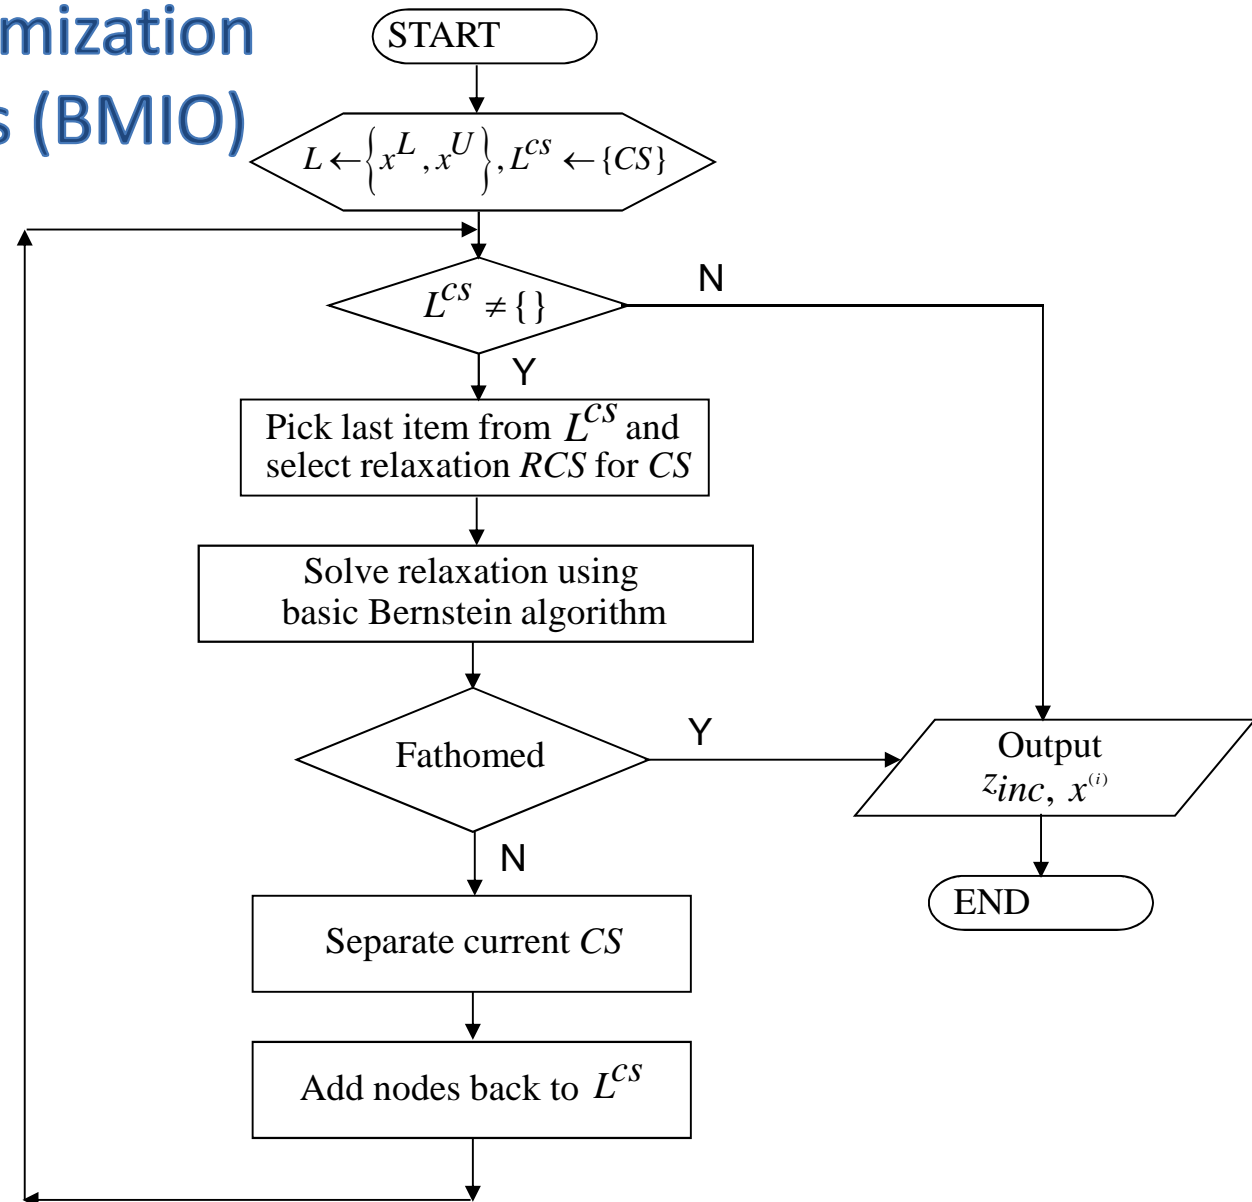 mization
s (BMIO)
START
L ← {x^L, x^U}, L^cs ← {CS}
L^cs ≠ { }
N
Y
Pick last item from L^cs and
select relaxation RCS for CS
Solve relaxation using
basic Bernstein algorithm
Fathomed
Y
Output
z_inc, x^(i)
N
END
Separate current CS
Add nodes back to L^cs